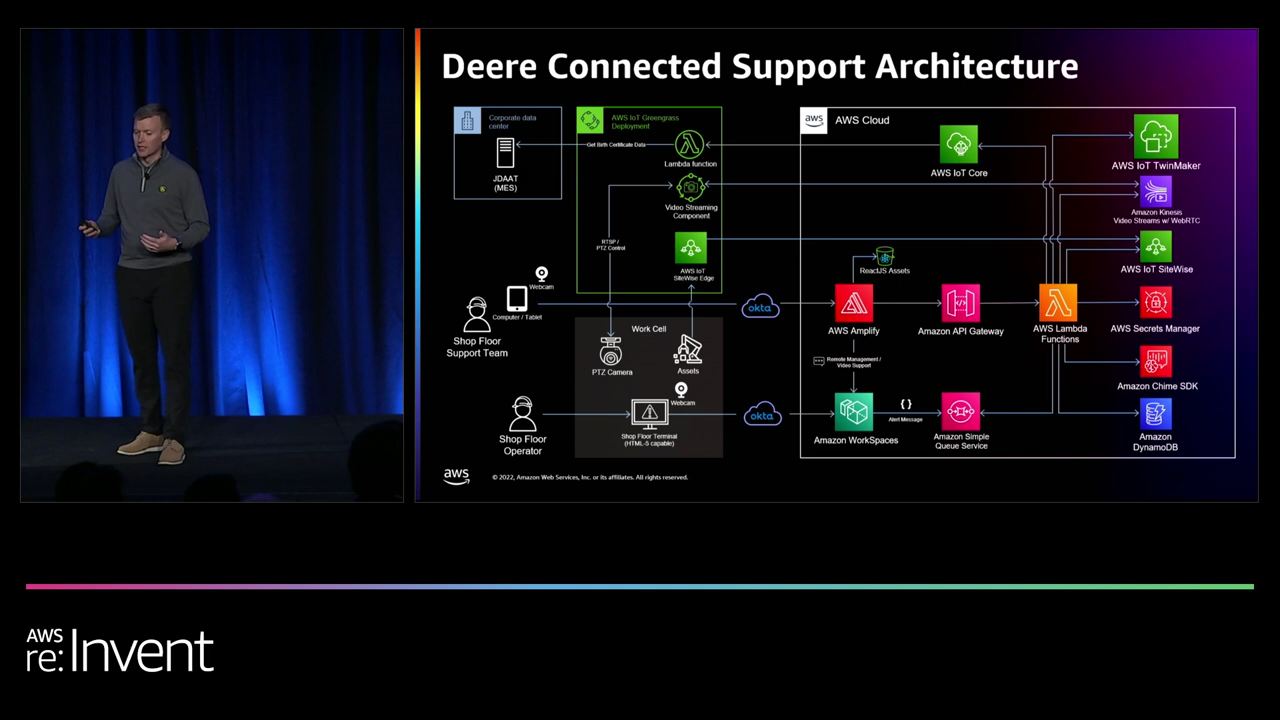 Deere Connected Support Architecture
Corporate data
center
JDAAT
(MES)
AWS IoT Greengrass
Deployment
Get Birth Certificate Data
Lambda function
Video Streaming
Component
RTSP /
PTZ Control
AWS IoT
SiteWise Edge
aws
AWS Cloud
AWS IoT Core
AWS IoT TwinMaker
Amazon Kinesis
Video Streams w/ WebRTC
AWS IoT SiteWise
ReactJS Assets
Webcam
Computer / Tablet
Shop Floor
Support Team
okta
AWS Amplify
Amazon API Gateway
AWS Lambda
Functions
AWS Secrets Manager
Work Cell
PTZ Camera
Assets
Remote Management /
Video Support
Amazon Chime SDK
Webcam
Shop Floor
Operator
Shop Floor Terminal
(HTML-5 capable)
okta
Amazon WorkSpaces
{ }
Alert Message
Amazon Simple
Queue Service
Amazon
DynamoDB
aws
© 2022, Amazon Web Services, Inc. or its affiliates. All rights reserved.
AWS
re:Invent